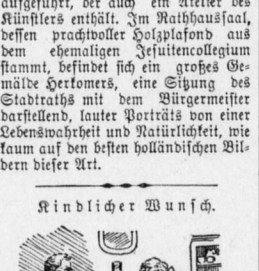 aufgeführt, der auch ein Atelier des
Künstlers enthält. Im Rathhaussaal,
dessen prachtvoller Holzplafond aus
dem ehemaligen Jesuitencollegium
stammt, befindet sich ein großes Ge-
mälde Herkomers, eine Sitzung des
Stadtraths mit dem Bürgermeister
darstellend, lauter Porträts von einer
Lebenswahrheit und Natürlichkeit, wie
kaum auf den besten holländischen Bil-
dern dieser Art.
Kindlicher Wunsch.